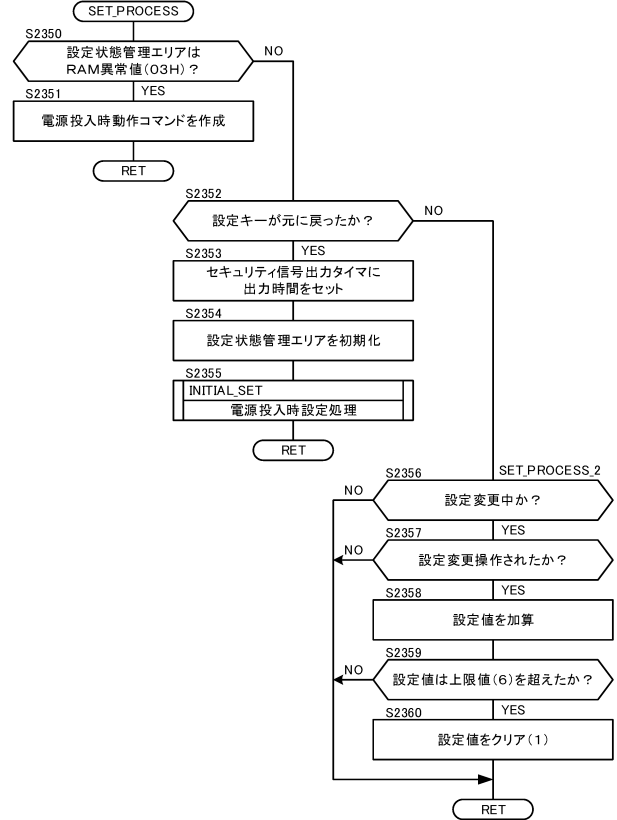 SET_PROCESS
S2350
設定状態管理エリアは
RAM異常値(03H)？
NO
YES
S2351
電源投入時動作コマンドを作成
RET
S2352
設定キーが元に戻ったか？
NO
YES
S2353
セキュリティ信号出力タイマに
出力時間をセット
S2354
設定状態管理エリアを初期化
S2355
INITIAL_SET
電源投入時設定処理
RET
SET_PROCESS_2
S2356
設定変更中か？
NO
YES
S2357
設定変更操作されたか？
NO
YES
S2358
設定値を加算
S2359
設定値は上限値(6)を超えたか？
NO
YES
S2360
設定値をクリア(1)
RET